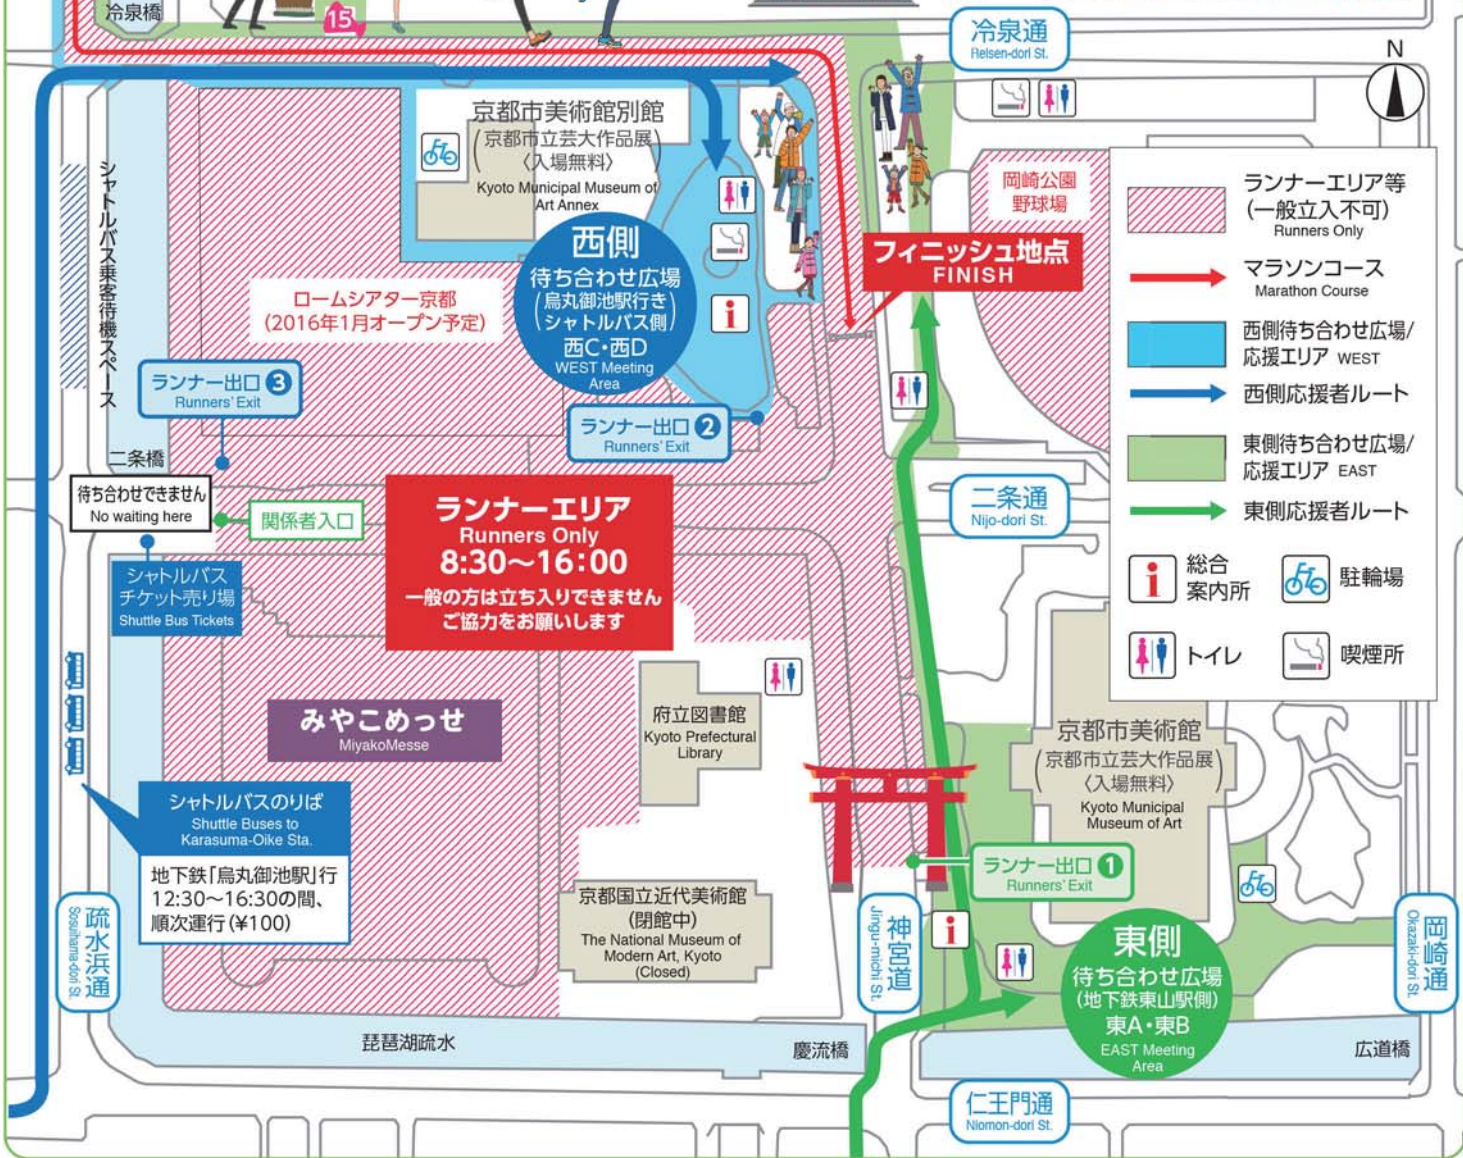 冷泉橋
15
冷泉通
Reisen-dori St.
N
京都市美術館別館
(京都市立芸大作品展)
〈入場無料〉
Kyoto Municipal Museum of
Art Annex
岡崎公園
野球場
フィニッシュ地点
FINISH
西側
待ち合わせ広場
(烏丸御池駅行き
シャトルバス側)
西C・西D
WEST Meeting
Area
ロームシアター京都
(2016年1月オープン予定)
シャトルバス乗客待機スペース
ランナー出口 3
Runners' Exit
ランナー出口 2
Runners' Exit
二条橋
待ち合わせできません
No waiting here
関係者入口
シャトルバス
チケット売り場
Shuttle Bus Tickets
ランナーエリア
Runners Only
8:30〜16:00
一般の方は立ち入りできません
ご協力をお願いします
二条通
Nijo-dori St.
ランナーエリア等
(一般立入不可)
Runners Only
マラソンコース
Marathon Course
西側待ち合わせ広場/
応援エリア WEST
西側応援者ルート
東側待ち合わせ広場/
応援エリア EAST
東側応援者ルート
i
総合
案内所
駐輪場
トイレ
喫煙所
みやこめっせ
MiyakoMesse
府立図書館
Kyoto Prefectural
Library
京都市美術館
(京都市立芸大作品展)
〈入場無料〉
Kyoto Municipal
Museum of Art
シャトルバスのりば
Shuttle Buses to
Karasuma-Oike Sta.
地下鉄「烏丸御池駅」行
12:30〜16:30の間、
順次運行(¥100)
京都国立近代美術館
(閉館中)
The National Museum of
Modern Art, Kyoto
(Closed)
ランナー出口 1
Runners' Exit
疏水浜通
Sosuihama-dori St.
神宮道
Jingu-michi St.
i
岡崎通
Okazaki-dori St.
東側
待ち合わせ広場
(地下鉄東山駅側)
東A・東B
EAST Meeting
Area
琵琶湖疏水
慶流橋
広道橋
仁王門通
Niomon-dori St.
i